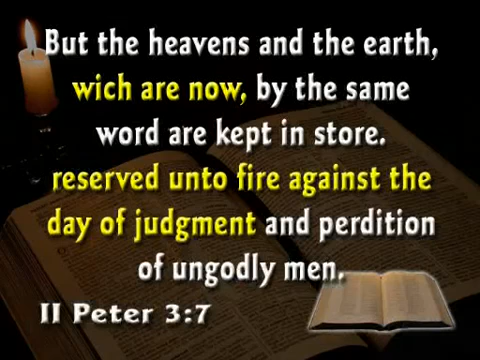 But the heavens and the earth,
wich are now, by the same
word are kept in store.
reserved unto fire against the
day of judgment and perdition
of ungodly men.
II Peter 3:7